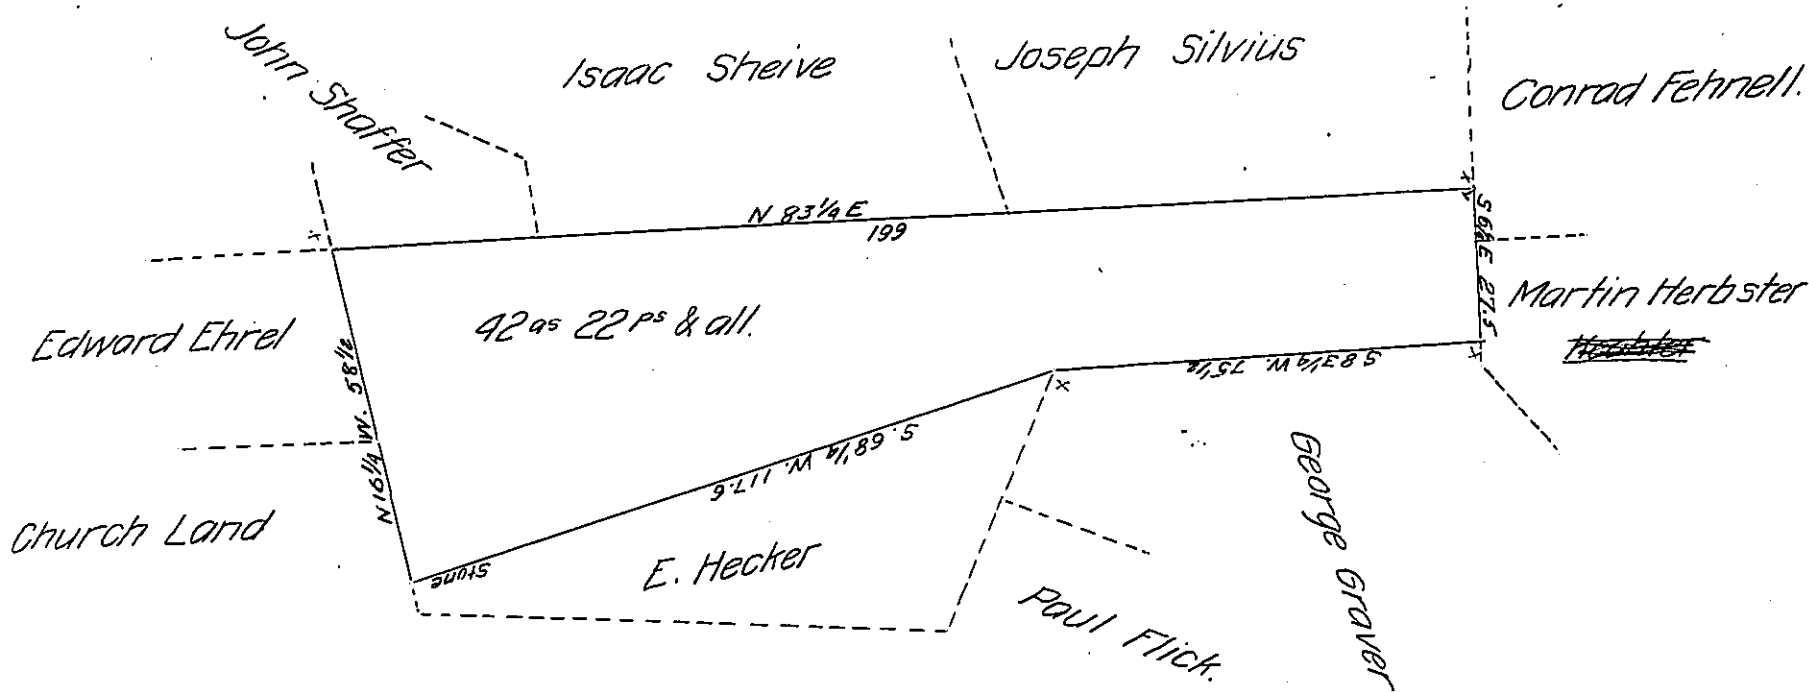 John Shaffer
Isaac Sheive
Joseph Silvius
Conrad Fehnell.
N 83¼ E
199
S 6½ E 27.5
Edward Ehrel
42as 22ps & all.
Martin Herbster
N 16¼ W. 58½
S 83¼ W. 75½
S. 68¼ W. 117.6
Church Land
Stone
E. Hecker
Paul Flick.
George Graver